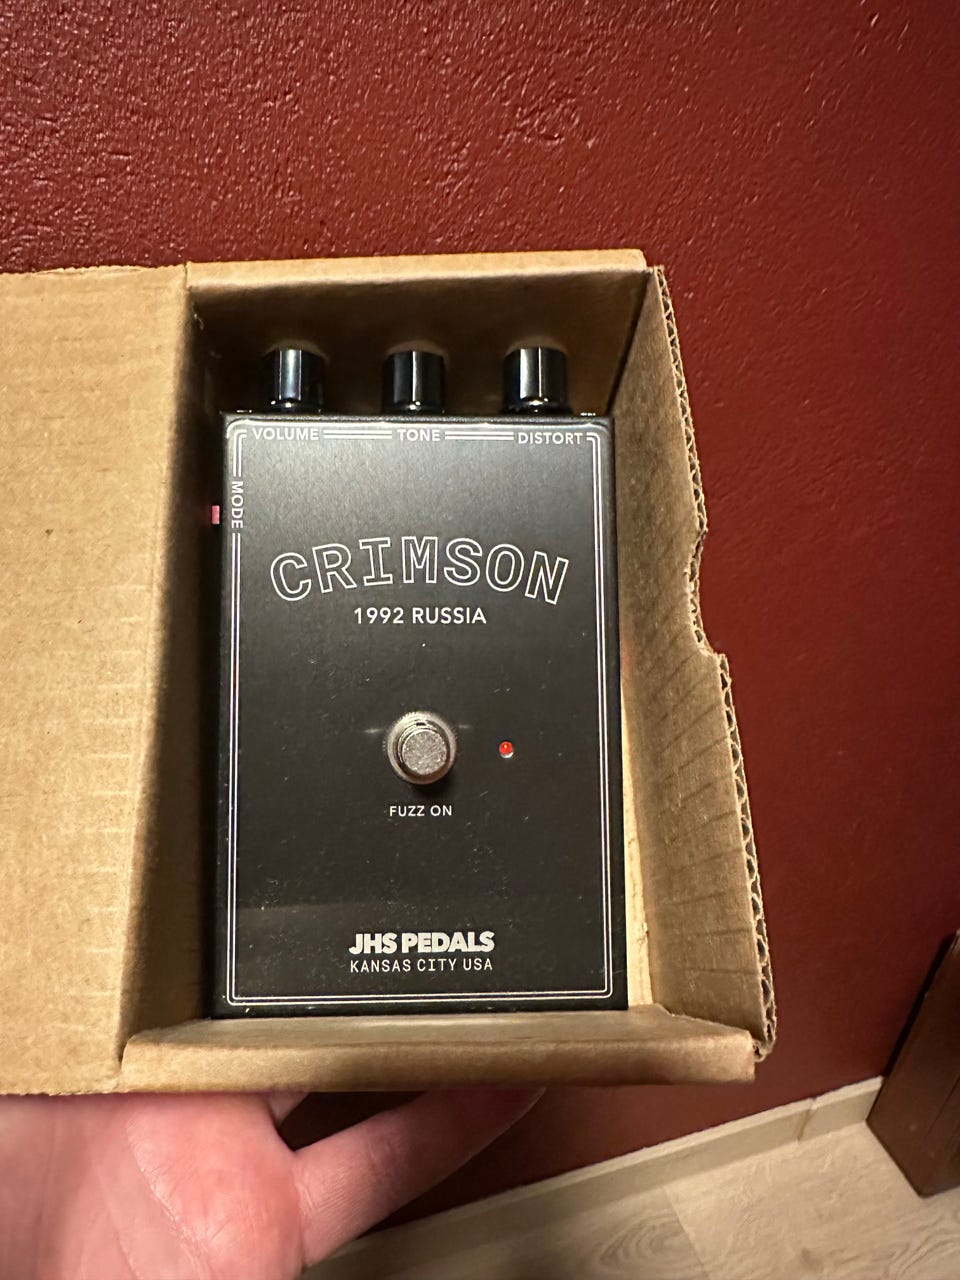 VOLUME TONE DISTORT
MODE
CRIMSON
1992 RUSSIA
FUZZ ON
JHS PEDALS
KANSAS CITY USA